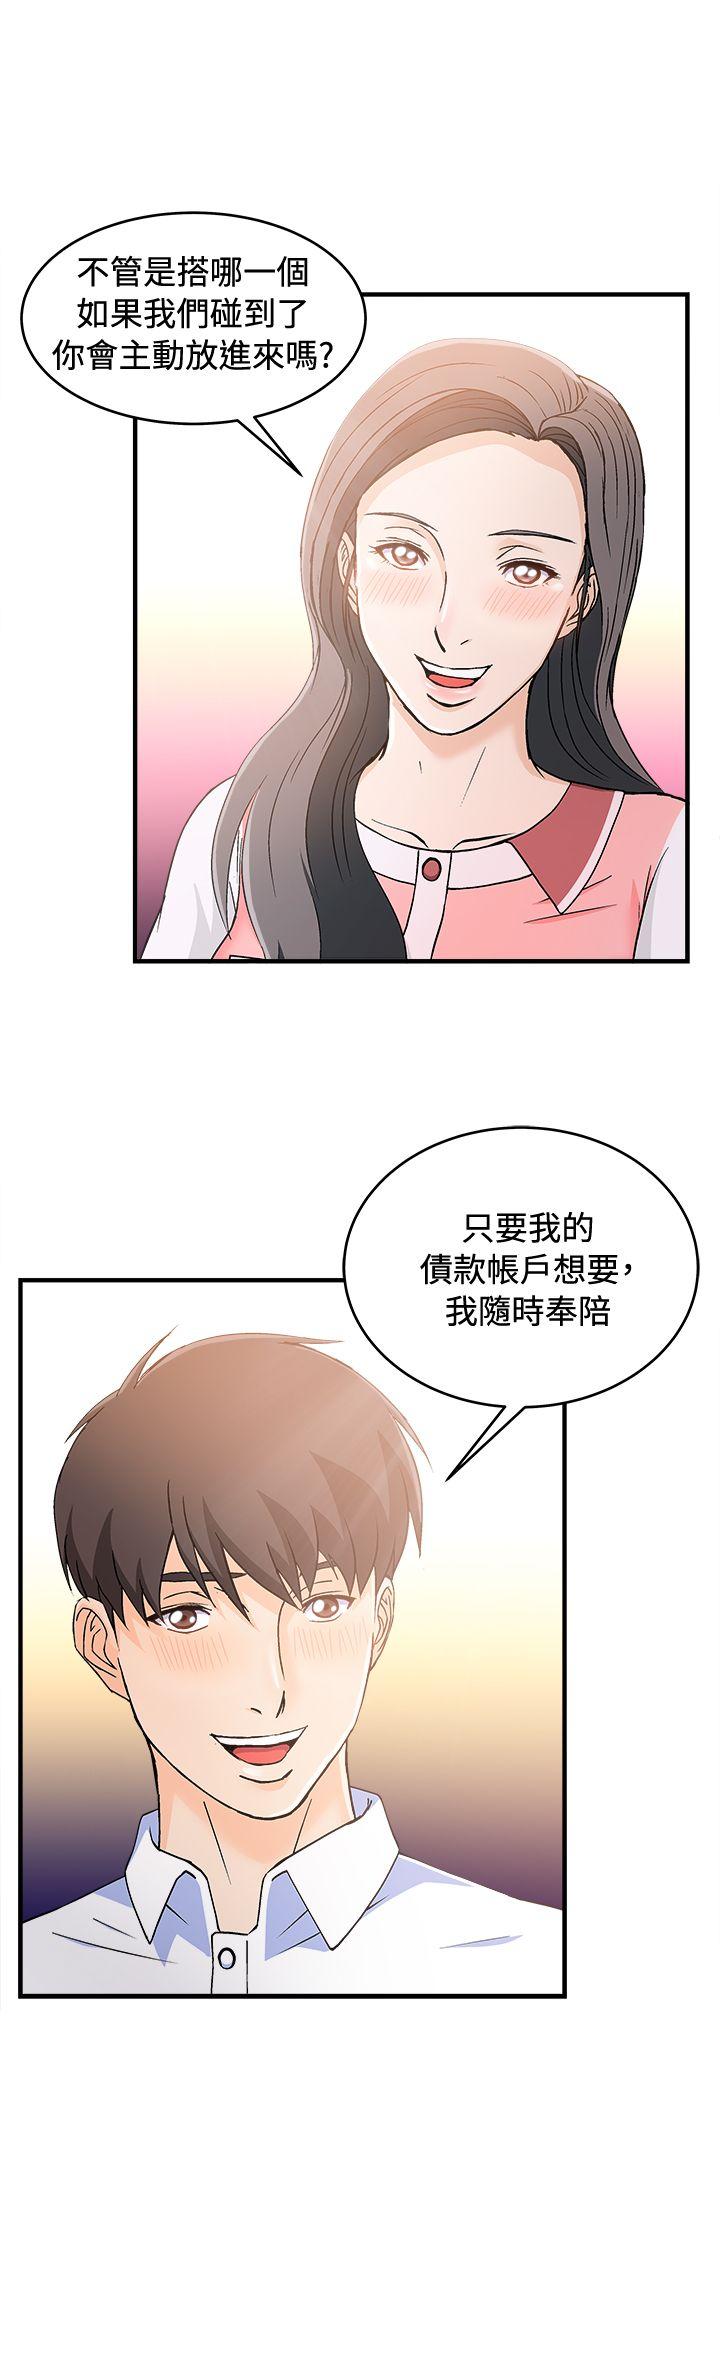 不管是搭哪一個
如果我們碰到了
你會主動放進來嗎?
只要我的
債款帳戶想要，
我隨時奉陪